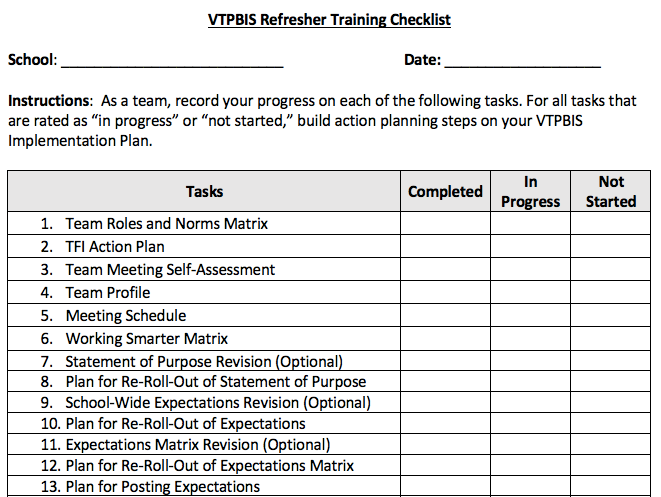 VTPBIS Refresher Training Checklist
School: ___________________________ Date: ___________________
Instructions: As a team, record your progress on each of the following tasks. For all tasks that
are rated as “in progress” or “not started,” build action planning steps on your VTPBIS
Implementation Plan.
Tasks Completed In Progress Not Started
1. Team Roles and Norms Matrix
2. TFI Action Plan
3. Team Meeting Self-Assessment
4. Team Profile
5. Meeting Schedule
6. Working Smarter Matrix
7. Statement of Purpose Revision (Optional)
8. Plan for Re-Roll-Out of Statement of Purpose
9. School-Wide Expectations Revision (Optional)
10. Plan for Re-Roll-Out of Expectations
11. Expectations Matrix Revision (Optional)
12. Plan for Re-Roll-Out of Expectations Matrix
13. Plan for Posting Expectations